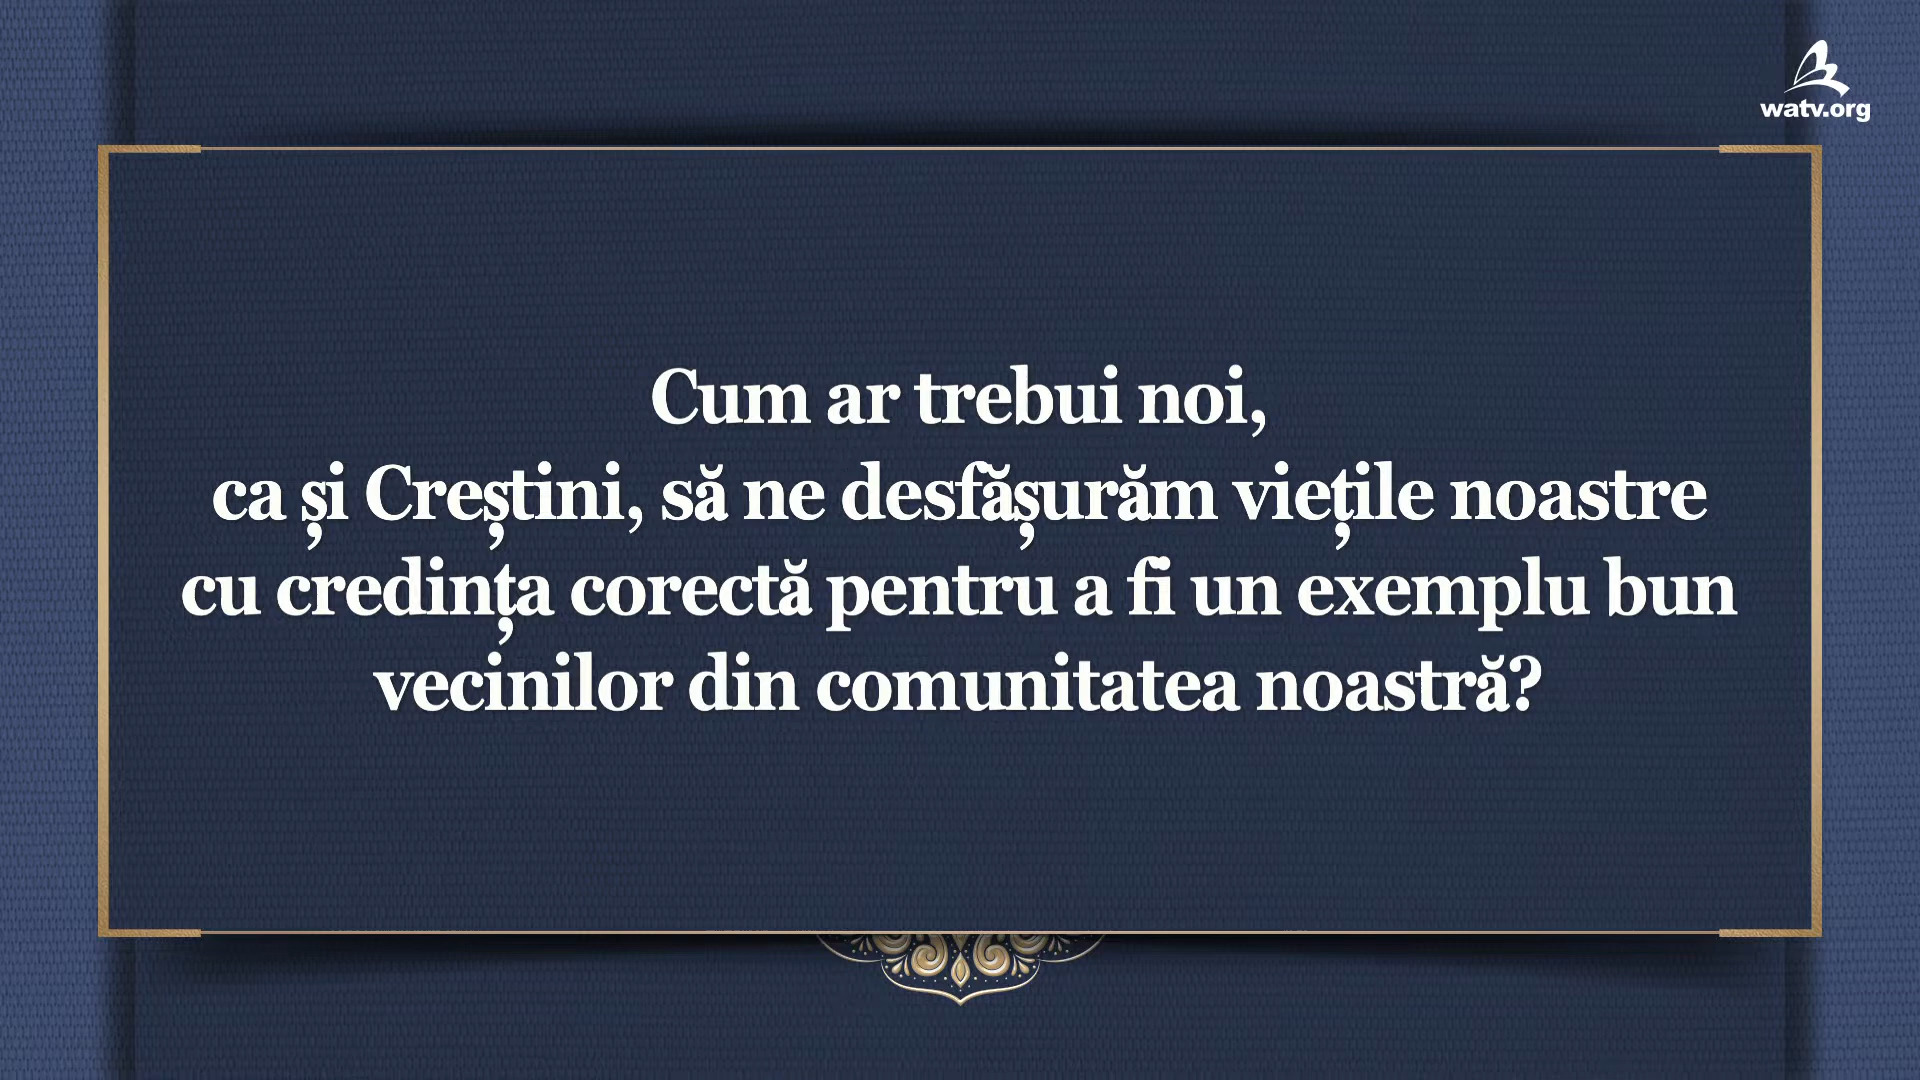 watv.org
Cum ar trebui noi,
ca și Creștini, să ne desfășurăm viețile noastre
cu credința corectă pentru a fi un exemplu bun
vecinilor din comunitatea noastră?